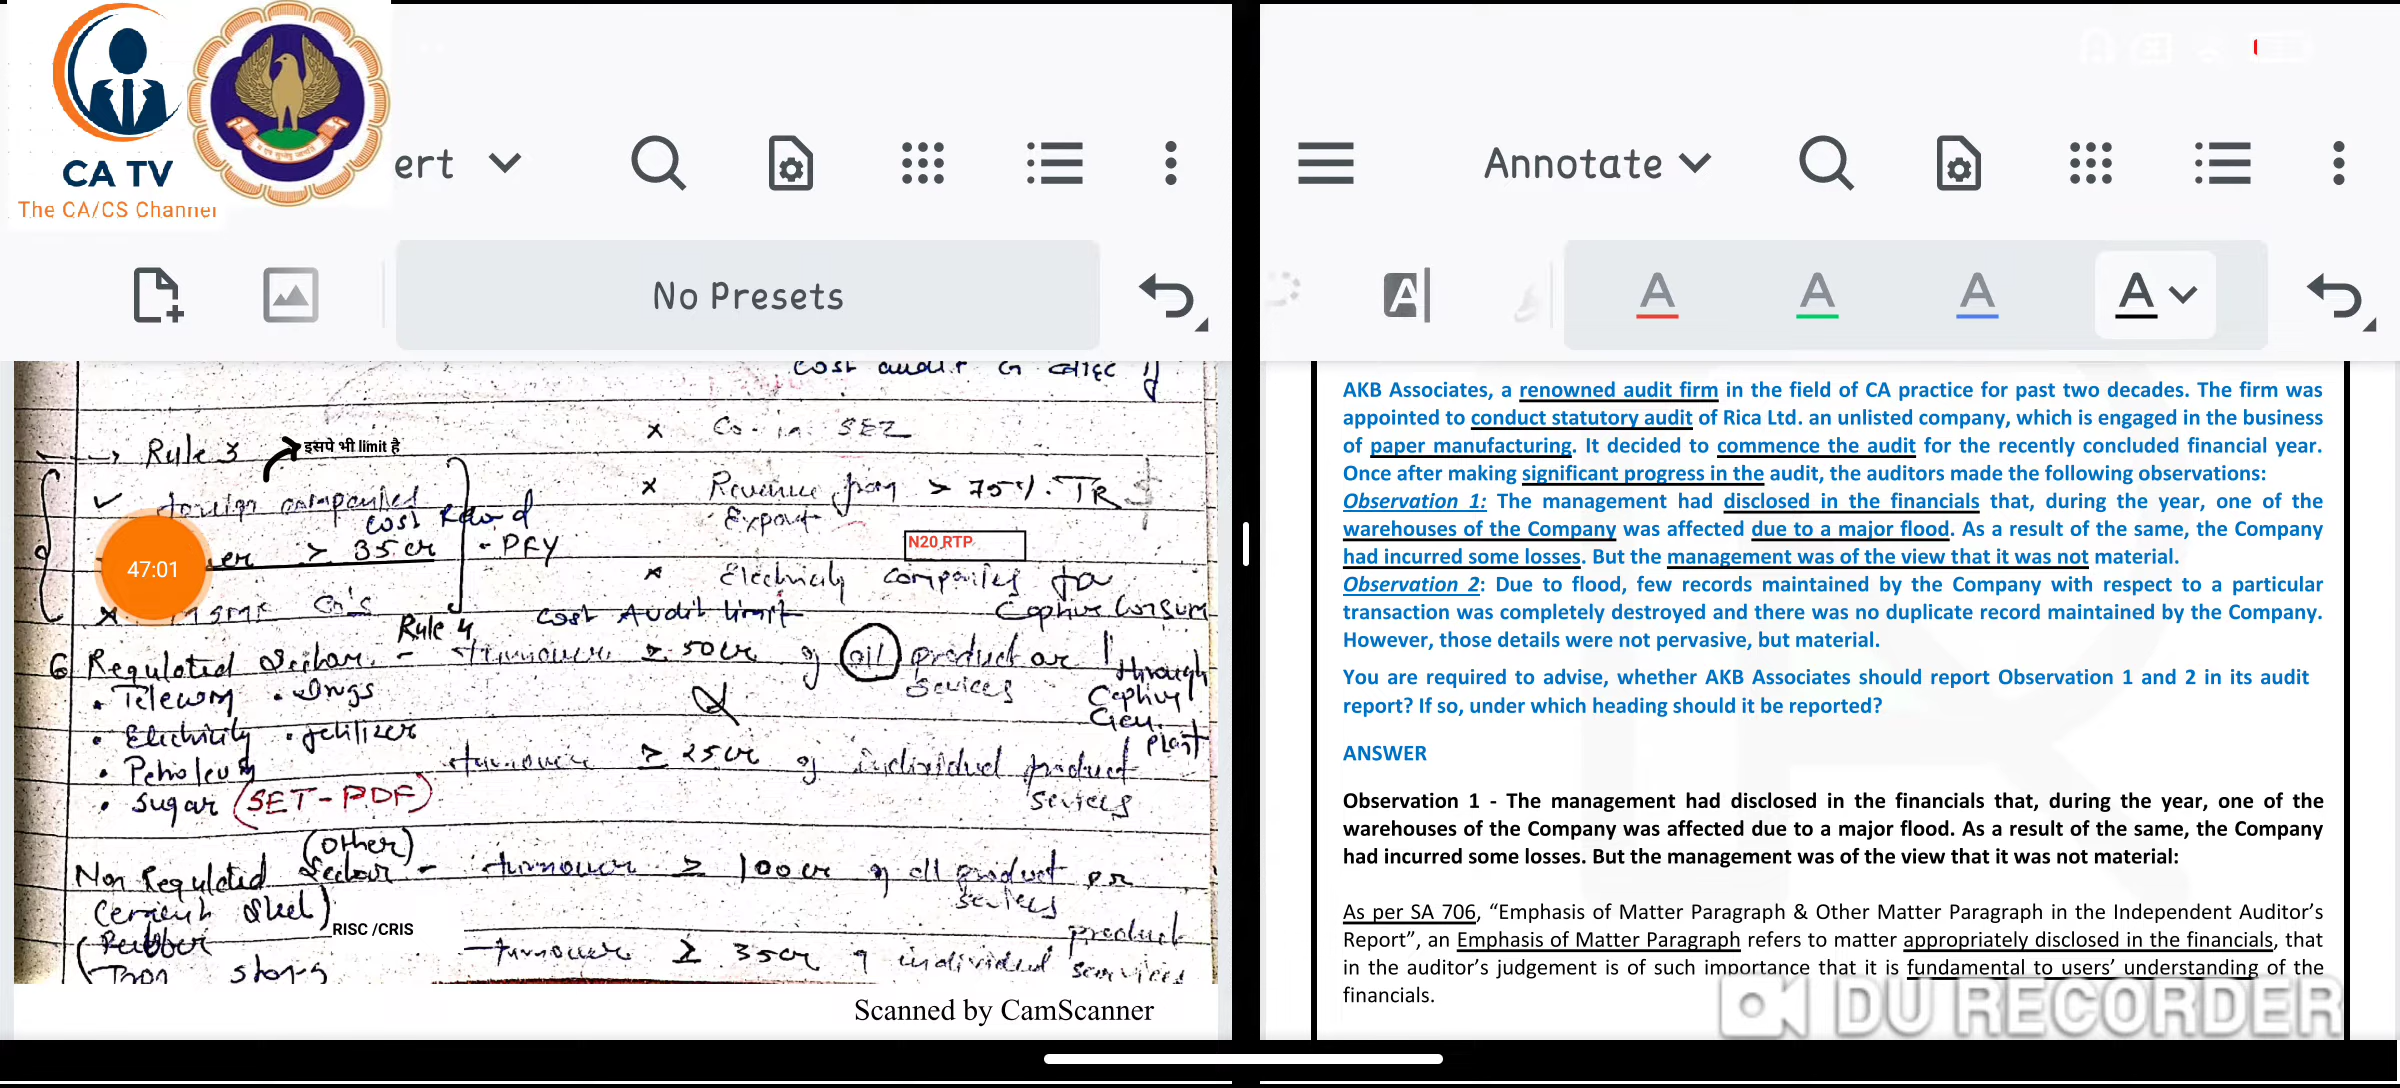 CA TV
The CA/CS Channel
ert
No Presets
Annotate
A A A A A
cost audit
→ Rule 3
इसपे भी limit है
× Co. in SEZ
✓ foreign companies
cost Record
× Revenue from > 75%. TR
Export
47:01
ver > 35 cr - PFY
N20 RTP
× Electricity companies for
Captive Consum
× MSME Co's
Cost Audit limit
Rule 4
6 Regulated Sector - turnover ≥ 50 cr of all product or
services
through
Captive
Gen.
Plant
• Telecom • Drugs
• Electricity • fertilizer
• Petroleum
turnover ≥ 25 cr of individual product
services
• Sugar (SET-PDF)
(other)
Non Regulated Sector - turnover ≥ 100 cr of all product or
services
Cement Steel)
RISC /CRIS
(Rubber
turnover ≥ 35 cr of individual product
services
Scanned by CamScanner
AKB Associates, a renowned audit firm in the field of CA practice for past two decades. The firm was
appointed to conduct statutory audit of Rica Ltd. an unlisted company, which is engaged in the business
of paper manufacturing. It decided to commence the audit for the recently concluded financial year.
Once after making significant progress in the audit, the auditors made the following observations:
Observation 1: The management had disclosed in the financials that, during the year, one of the
warehouses of the Company was affected due to a major flood. As a result of the same, the Company
had incurred some losses. But the management was of the view that it was not material.
Observation 2: Due to flood, few records maintained by the Company with respect to a particular
transaction was completely destroyed and there was no duplicate record maintained by the Company.
However, those details were not pervasive, but material.
You are required to advise, whether AKB Associates should report Observation 1 and 2 in its audit
report? If so, under which heading should it be reported?
ANSWER
Observation 1 - The management had disclosed in the financials that, during the year, one of the
warehouses of the Company was affected due to a major flood. As a result of the same, the Company
had incurred some losses. But the management was of the view that it was not material:
As per SA 706, “Emphasis of Matter Paragraph & Other Matter Paragraph in the Independent Auditor’s
Report”, an Emphasis of Matter Paragraph refers to matter appropriately disclosed in the financials, that
in the auditor’s judgement is of such importance that it is fundamental to users’ understanding of the
financials.
DU RECORDER